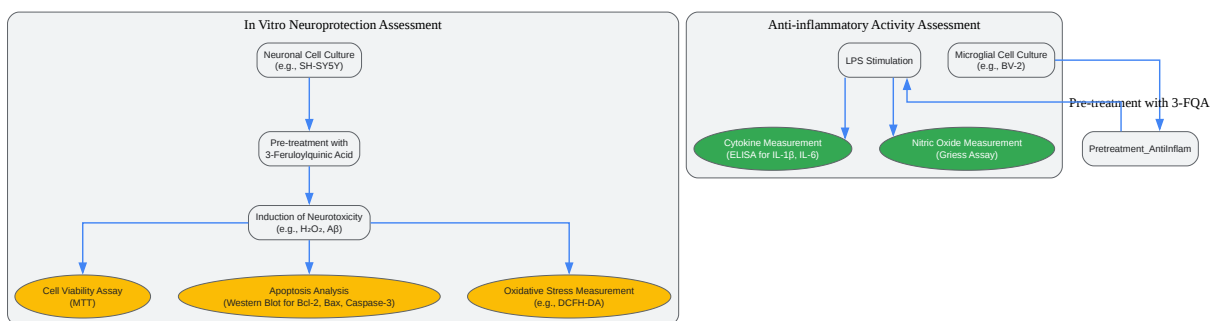 In Vitro Neuroprotection Assessment
Neuronal Cell Culture
(e.g., SH-SY5Y)
Pre-treatment with
3-Feruloylquinic Acid
Induction of Neurotoxicity
(e.g., H₂O₂, Aβ)
Cell Viability Assay
(MTT)
Apoptosis Analysis
(Western Blot for Bcl-2, Bax, Caspase-3)
Oxidative Stress Measurement
(e.g., DCFH-DA)
Anti-inflammatory Activity Assessment
LPS Stimulation
Microglial Cell Culture
(e.g., BV-2)
Pre-treatment with 3-FQA
Cytokine Measurement
(ELISA for IL-1β, IL-6)
Nitric Oxide Measurement
(Griess Assay)
Pretreatment_AntiInflam